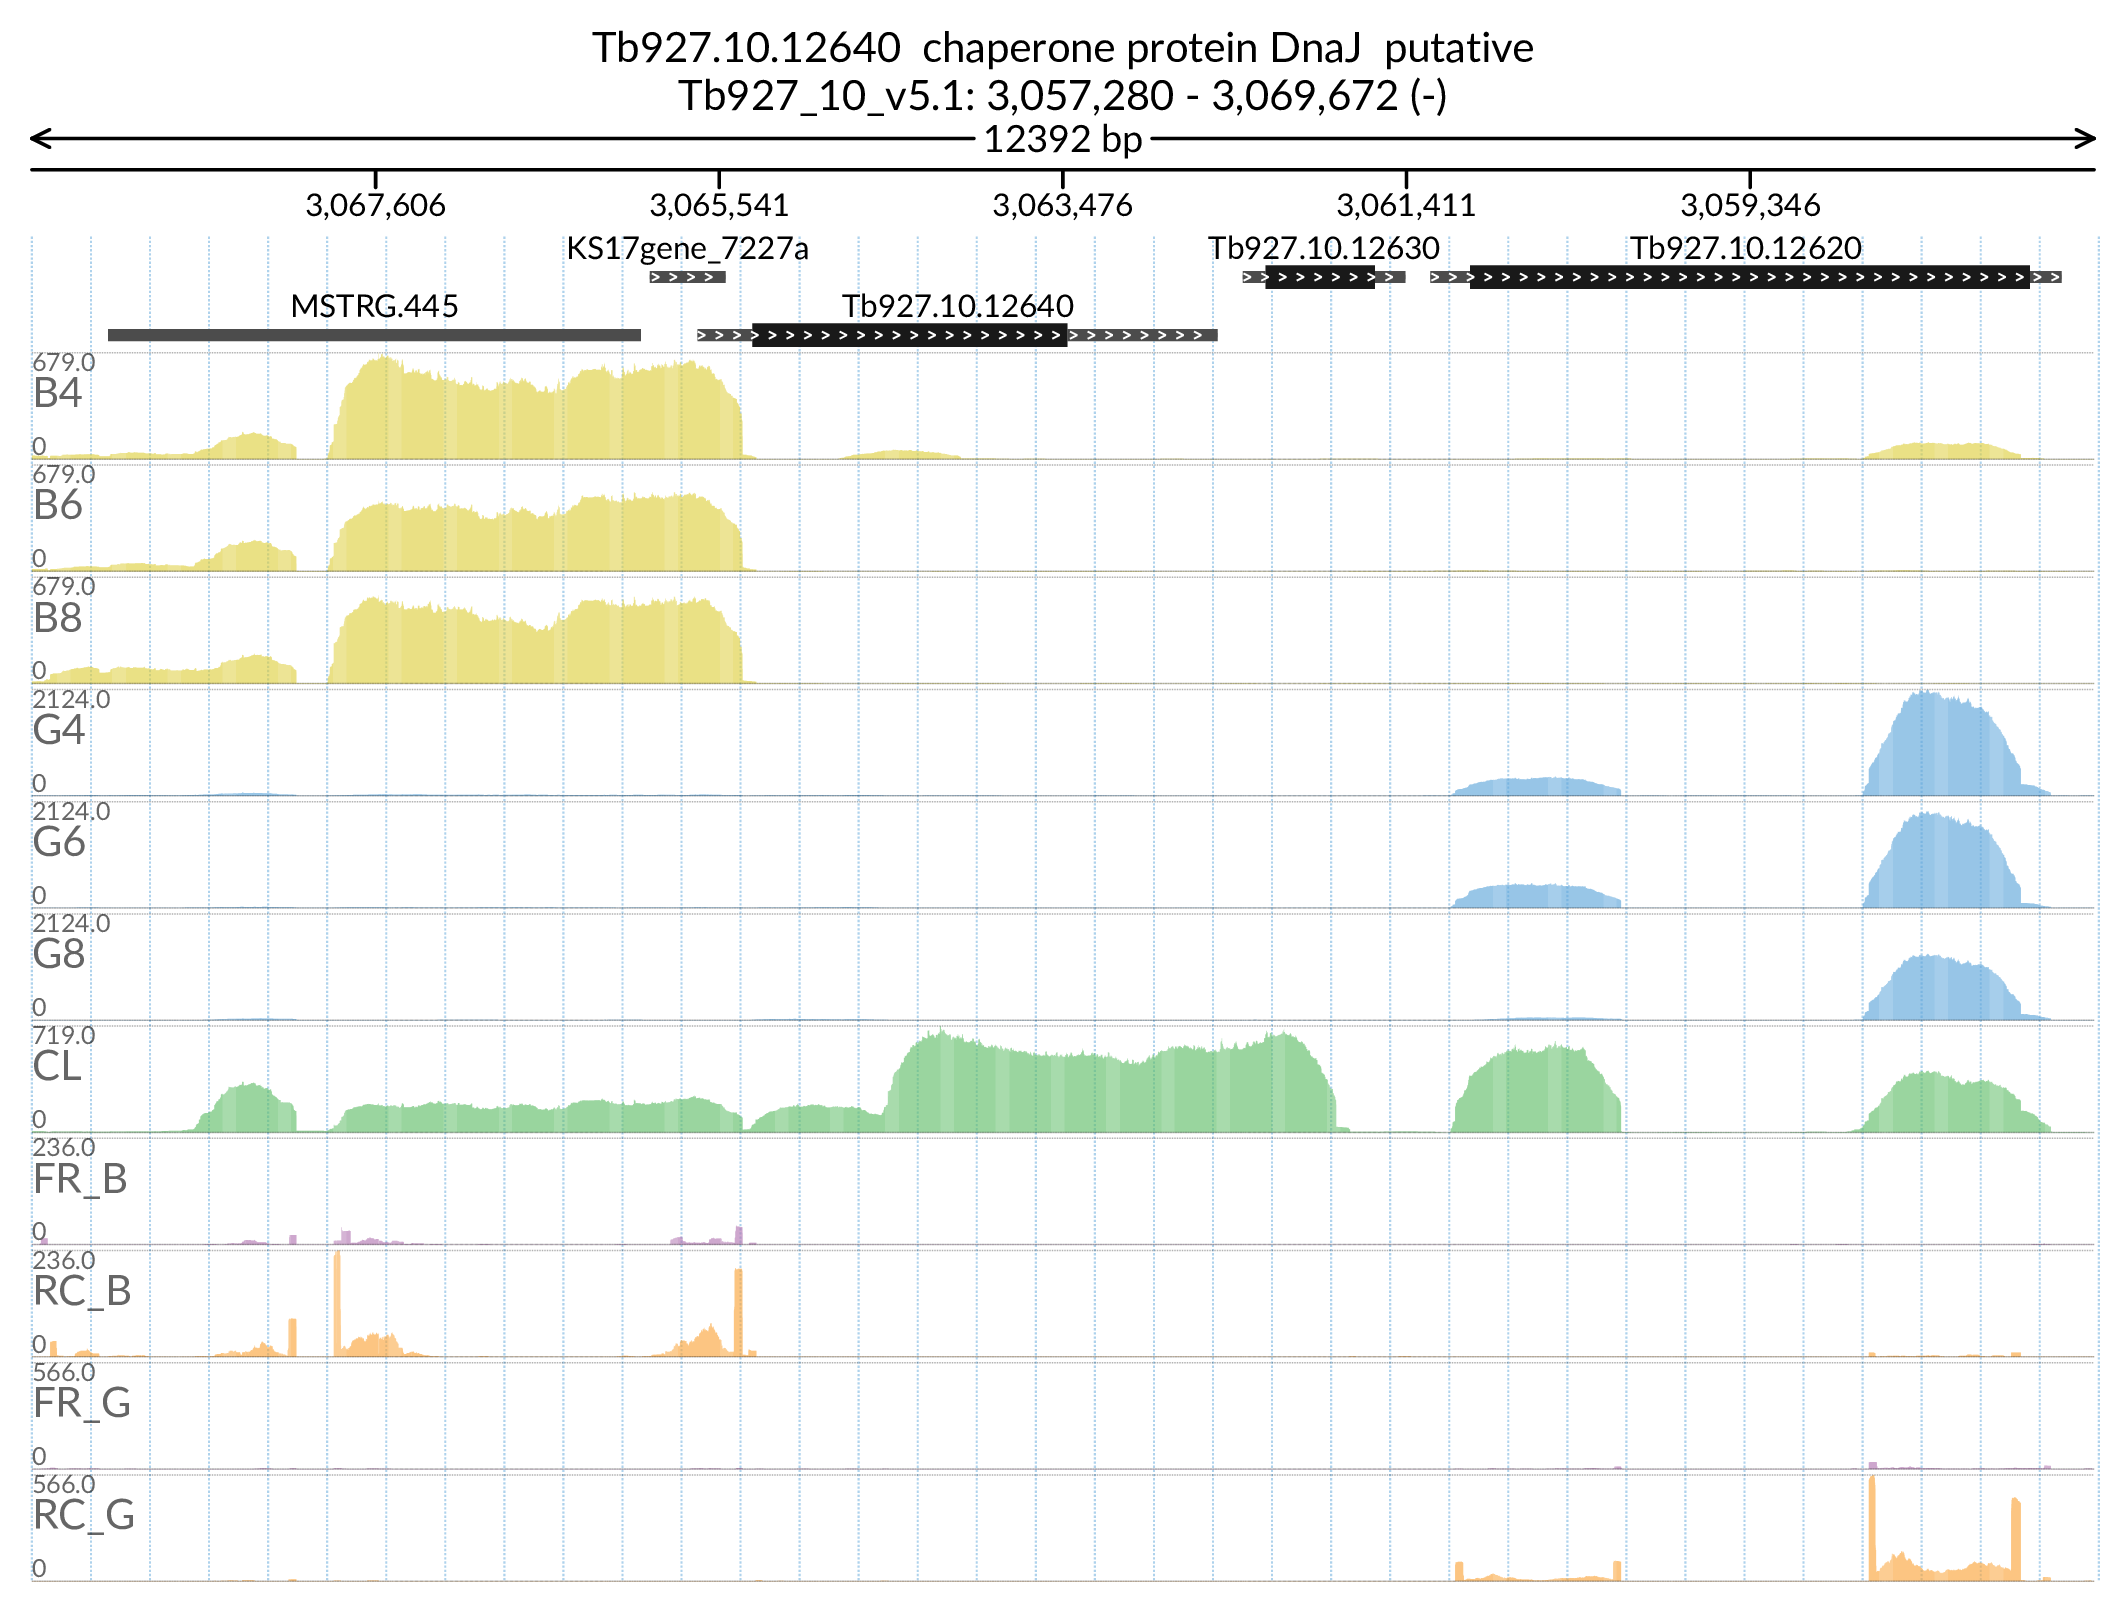 Tb927.10.12640 chaperone protein DnaJ putative
Tb927_10_v5.1: 3,057,280 - 3,069,672 (-)
12392 bp
3,067,606 3,065,541 3,063,476 3,061,411 3,059,346
KS17gene_7227a Tb927.10.12630 Tb927.10.12620
MSTRG.445 Tb927.10.12640
679.0
B4
0
679.0
B6
0
679.0
B8
0
2124.0
G4
0
2124.0
G6
0
2124.0
G8
0
719.0
CL
0
236.0
FR_B
0
236.0
RC_B
0
566.0
FR_G
0
566.0
RC_G
0